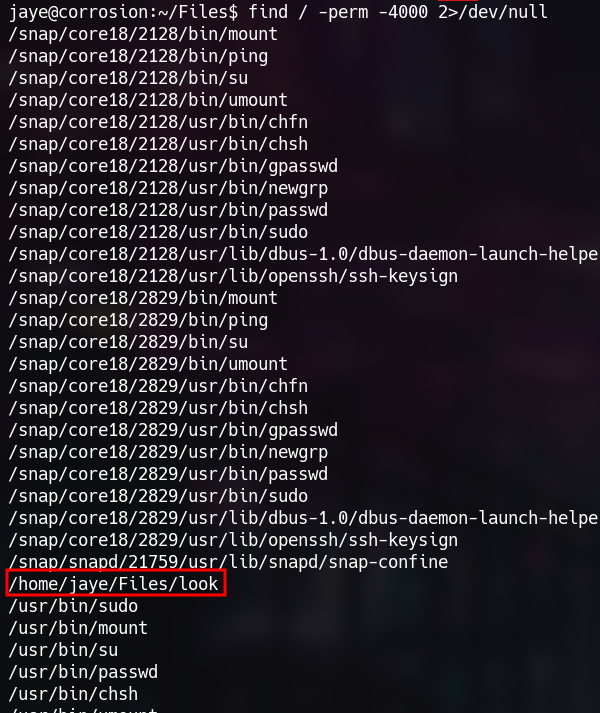 jaye@corrosion:~/Files$ find / -perm -4000 2>/dev/null
/snap/core18/2128/bin/mount
/snap/core18/2128/bin/ping
/snap/core18/2128/bin/su
/snap/core18/2128/bin/umount
/snap/core18/2128/usr/bin/chfn
/snap/core18/2128/usr/bin/chsh
/snap/core18/2128/usr/bin/gpasswd
/snap/core18/2128/usr/bin/newgrp
/snap/core18/2128/usr/bin/passwd
/snap/core18/2128/usr/bin/sudo
/snap/core18/2128/usr/lib/dbus-1.0/dbus-daemon-launch-helpe
/snap/core18/2128/usr/lib/openssh/ssh-keysign
/snap/core18/2829/bin/mount
/snap/core18/2829/bin/ping
/snap/core18/2829/bin/su
/snap/core18/2829/bin/umount
/snap/core18/2829/usr/bin/chfn
/snap/core18/2829/usr/bin/chsh
/snap/core18/2829/usr/bin/gpasswd
/snap/core18/2829/usr/bin/newgrp
/snap/core18/2829/usr/bin/passwd
/snap/core18/2829/usr/bin/sudo
/snap/core18/2829/usr/lib/dbus-1.0/dbus-daemon-launch-helpe
/snap/core18/2829/usr/lib/openssh/ssh-keysign
/snap/snapd/21759/usr/lib/snapd/snap-confine
/home/jaye/Files/look
/usr/bin/sudo
/usr/bin/mount
/usr/bin/su
/usr/bin/passwd
/usr/bin/chsh
/usr/bin/umount